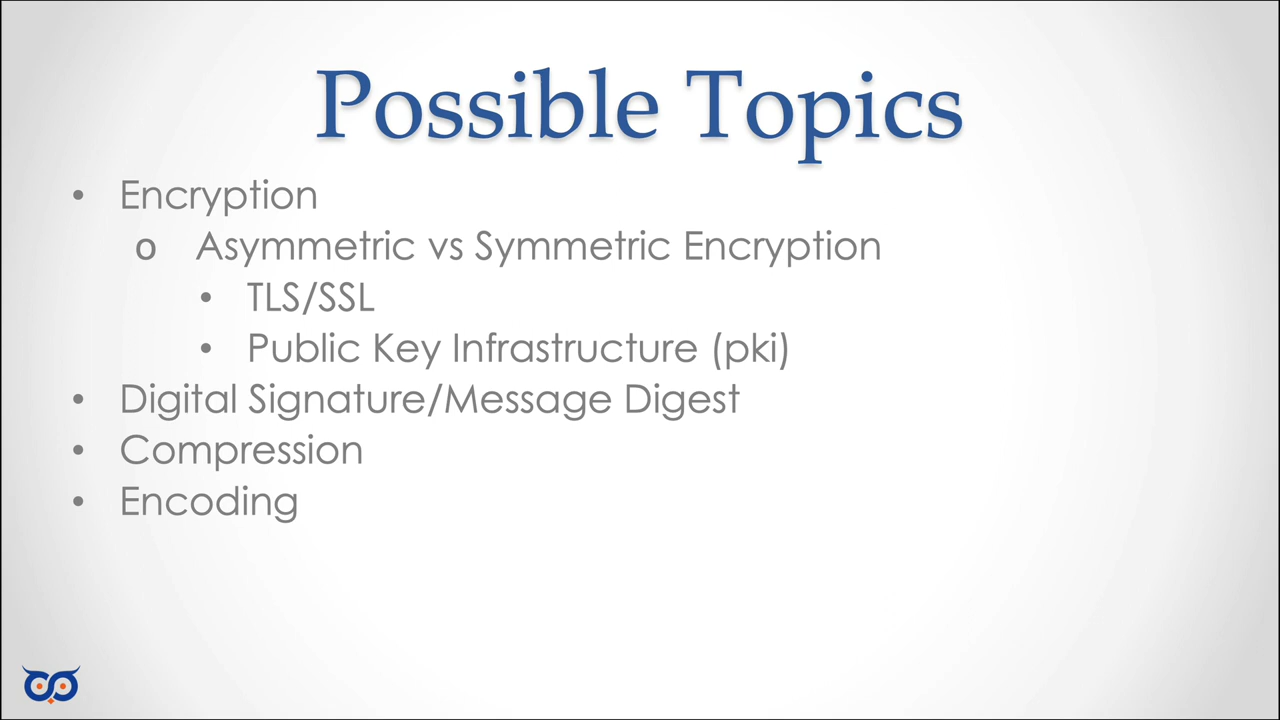 Possible Topics
• Encryption
o Asymmetric vs Symmetric Encryption
• TLS/SSL
• Public Key Infrastructure (pki)
• Digital Signature/Message Digest
• Compression
• Encoding